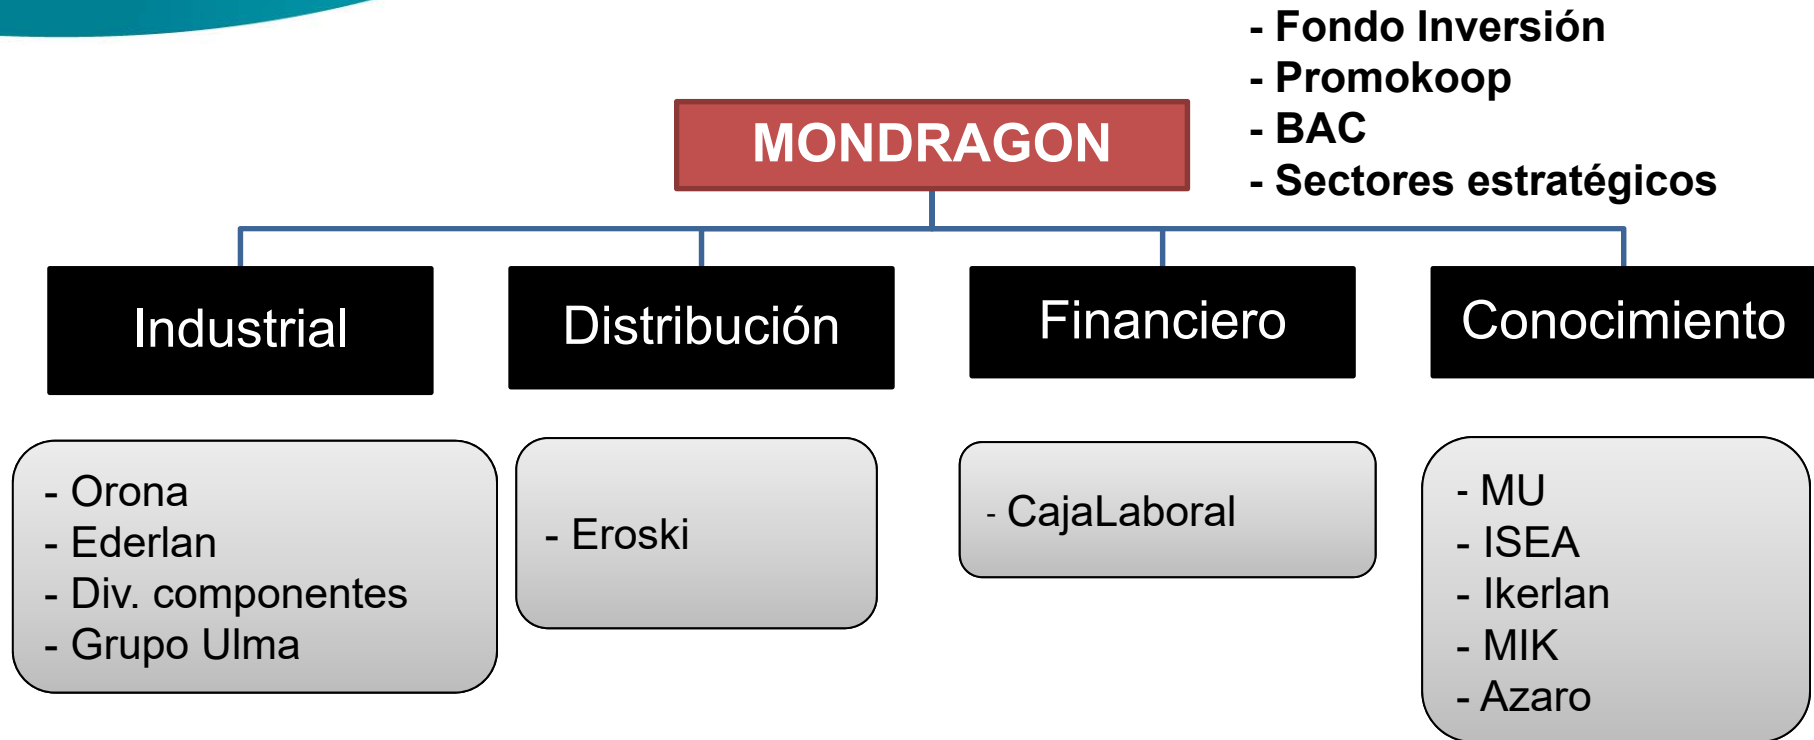 - Fondo Inversión
- Promokoop
- BAC
- Sectores estratégicos
MONDRAGON
Industrial
Distribución
Financiero
Conocimiento
- Orona
- Ederlan
- Div. componentes
- Grupo Ulma
- Eroski
- CajaLaboral
- MU
- ISEA
- Ikerlan
- MIK
- Azaro